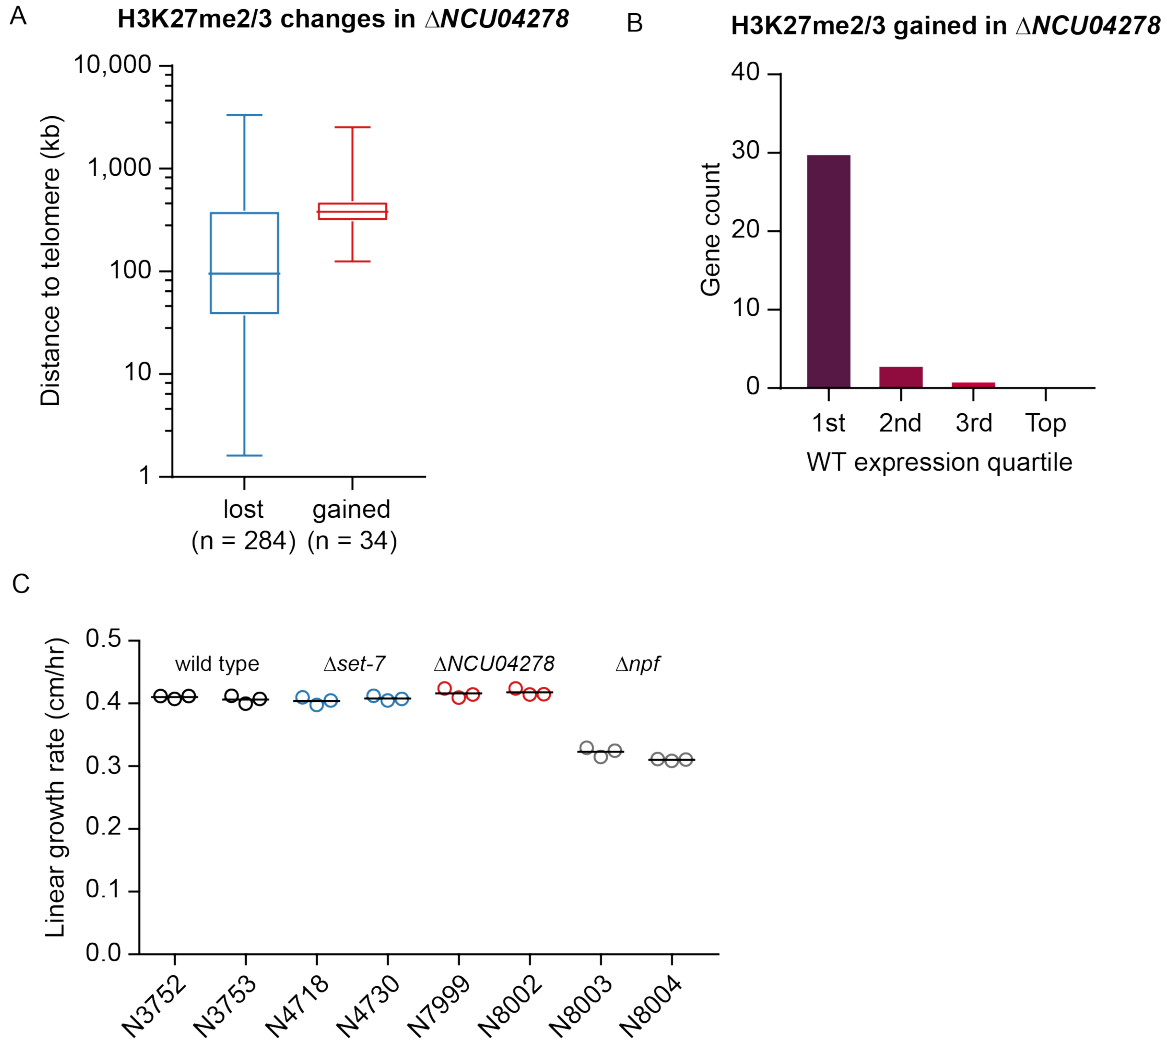 A
H3K27me2/3 changes in ΔNCU04278
Distance to telomere (kb)
10,000
1,000
100
10
1
lost
(n = 284)
gained
(n = 34)
B
H3K27me2/3 gained in ΔNCU04278
Gene count
40
30
20
10
0
1st
2nd
3rd
Top
WT expression quartile
C
Linear growth rate (cm/hr)
0.5
0.4
0.3
0.2
0.1
0.0
wild type
Δset-7
ΔNCU04278
Δnpf
N3752
N3753
N4718
N4730
N7999
N8002
N8003
N8004